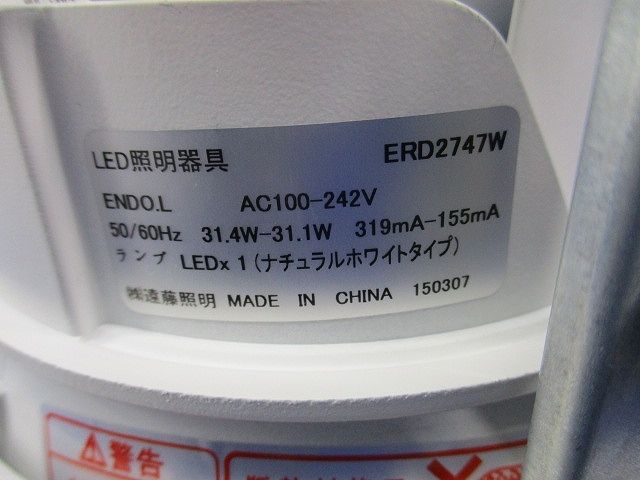 LED照明器具 ERD2747W
ENDO.L AC100-242V
50/60Hz 31.4W-31.1W 319mA-155mA
ランプ LEDx 1 (ナチュラルホワイトタイプ)
㈱遠藤照明 MADE IN CHINA 150307
警告